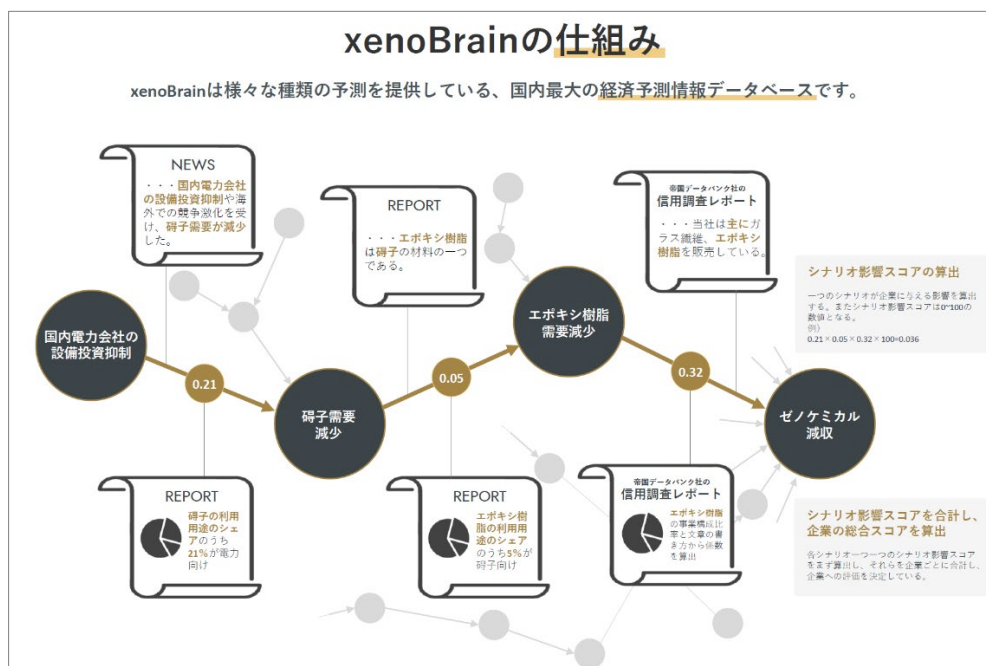 xenoBrainの仕組み
xenoBrainは様々な種類の予測を提供している、国内最大の経済予測情報データベースです。
NEWS
・・・国内電力会社
の設備投資抑制や海
外での競争激化を受
け、碍子需要が減少
した。
REPORT
・・・エポキシ樹脂
は碍子の材料の一つ
である。
帝国データバンク社の
信用調査レポート
・・・当社は主にガ
ラス繊維、エポキシ
樹脂を販売している。
シナリオ影響スコアの算出
一つのシナリオが企業に与える影響を算出
する。またシナリオ影響スコアは0~100の
数値となる。
例)
0.21×0.05×0.32×100=0.036
国内電力会社の
設備投資抑制
0.21
碍子需要
減少
0.05
エポキシ樹脂
需要減少
0.32
ゼノケミカル
減収
REPORT
碍子の利用
用途のシェ
アのうち
21%が電力
向け
REPORT
エポキシ樹
脂の利用用
途のシェア
のうち5%が
碍子向け
帝国データバンク社の
信用調査レポート
エポキシ樹脂
の事業構成比
率と文章の書
き方から係数
を算出
シナリオ影響スコアを合計し、
企業の総合スコアを算出
各シナリオ一つ一つのシナリオ影響スコア
をまず算出し、それらを企業ごとに合計し、
企業への評価を決定している。